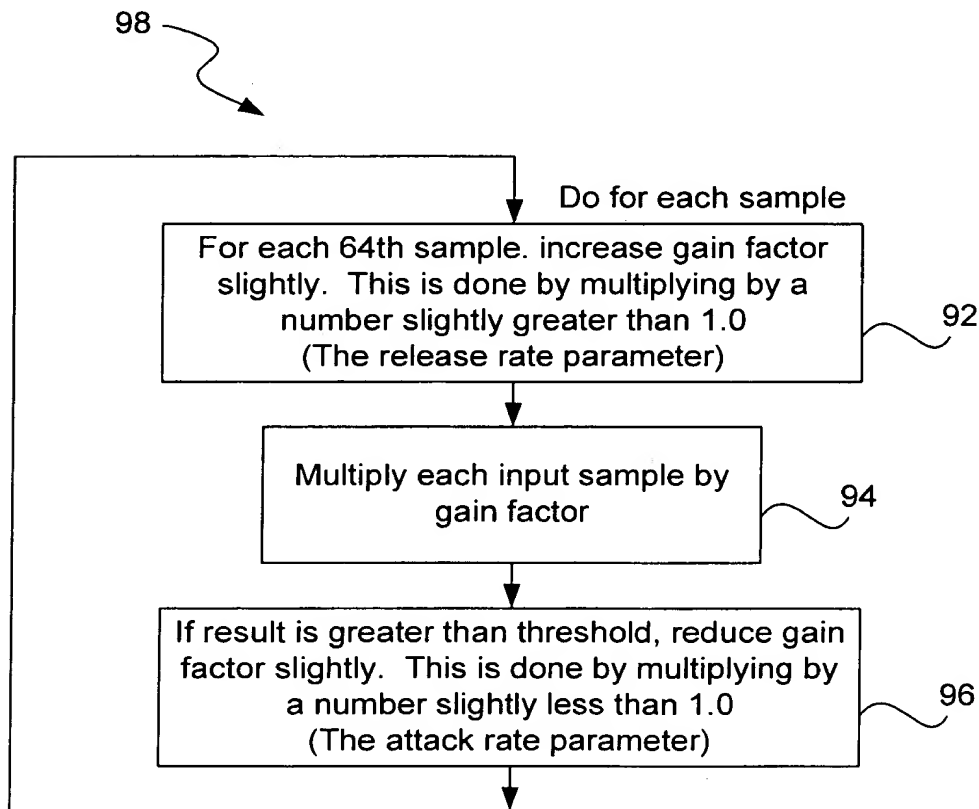 98
Do for each sample
For each 64th sample. increase gain factor
slightly.  This is done by multiplying by a
number slightly greater than 1.0
(The release rate parameter)
92
Multiply each input sample by
gain factor
94
If result is greater than threshold, reduce gain
factor slightly.  This is done by multiplying by
a number slightly less than 1.0
(The attack rate parameter)
96